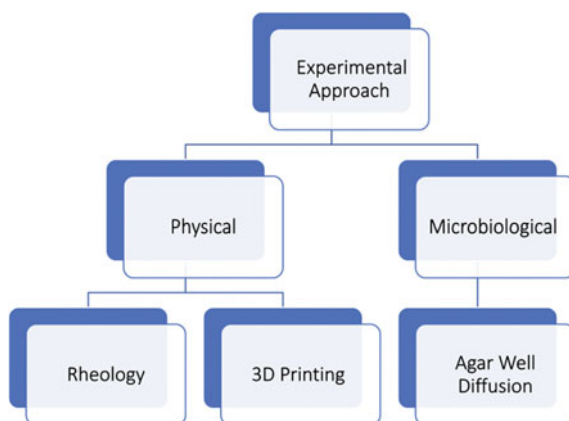 Experimental
Approach
Physical
Microbiological
Rheology
3D Printing
Agar Well
Diffusion